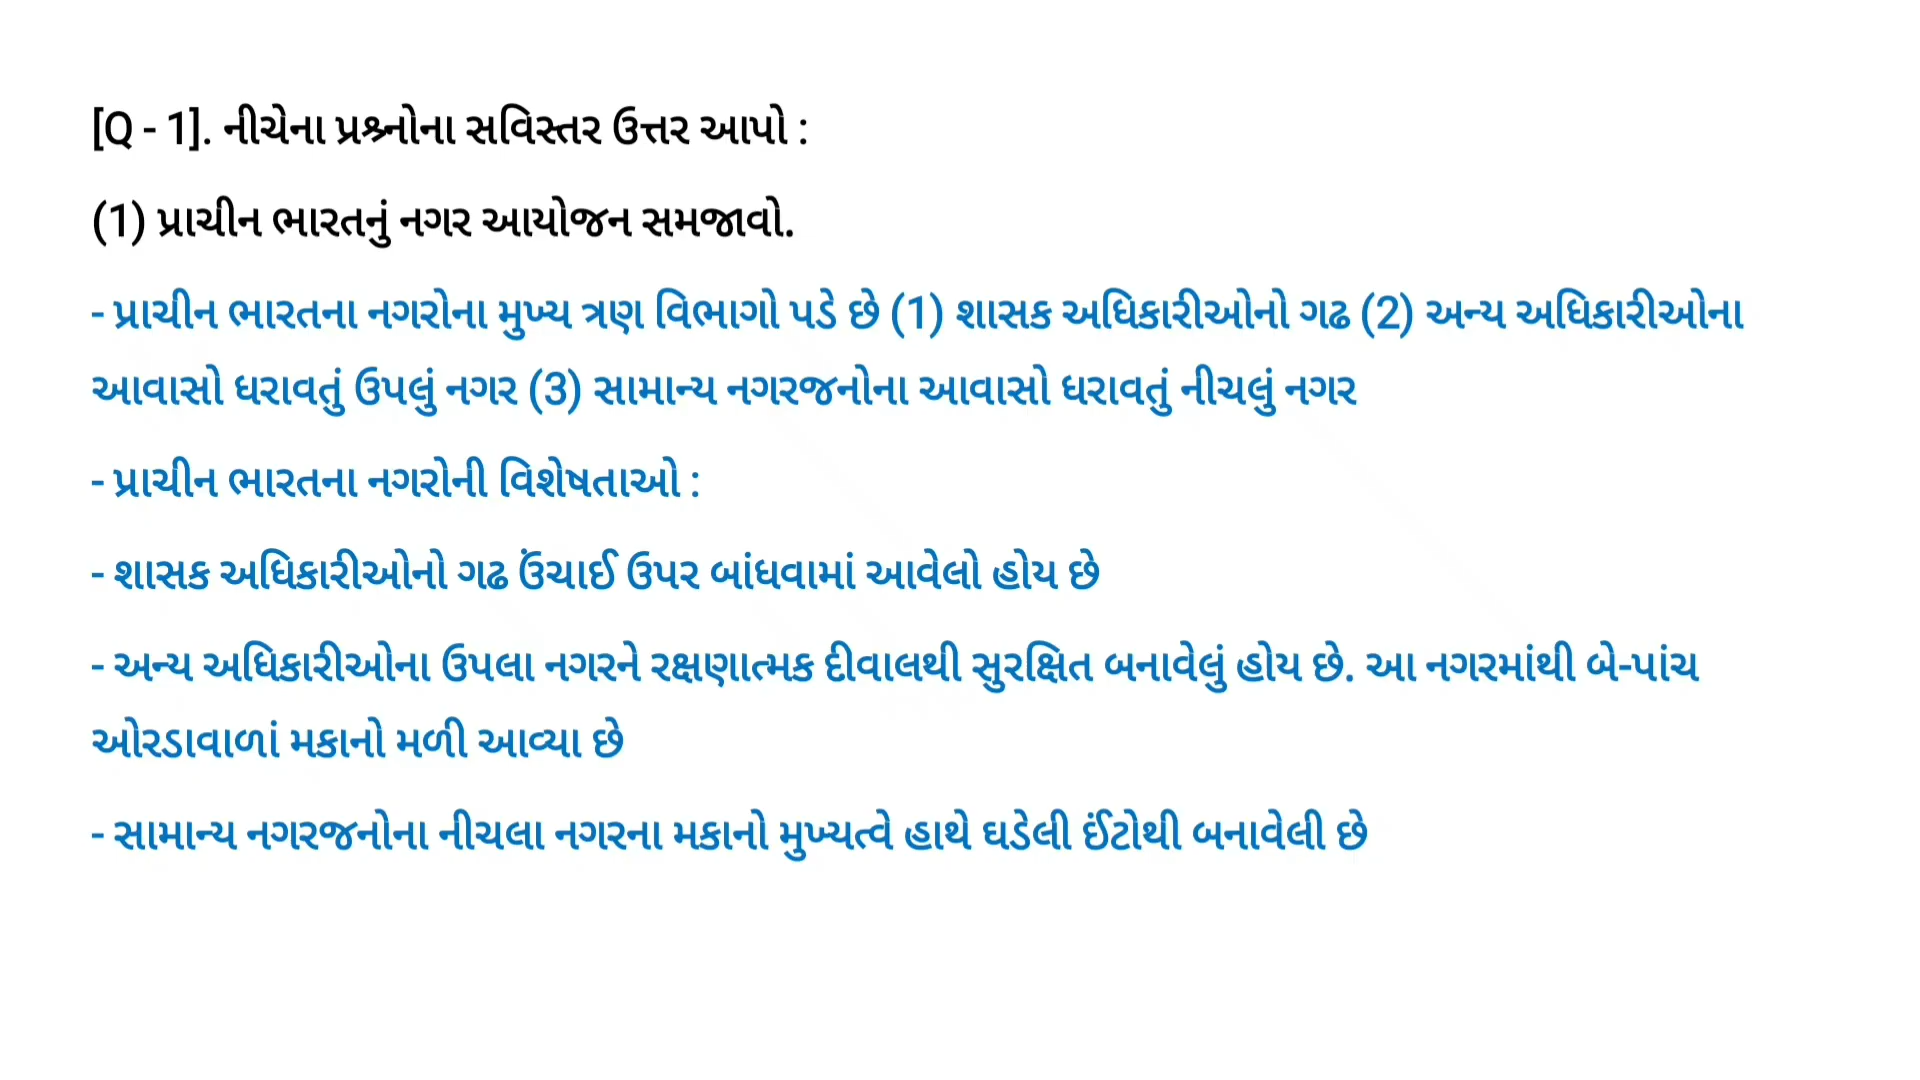 [Q - 1]. નીચેના પ્રશ્નોના સવિસ્તર ઉત્તર આપો :
(1) પ્રાચીન ભારતનું નગર આયોજન સમજાવો.
- પ્રાચીન ભારતના નગરોના મુખ્ય ત્રણ વિભાગો પડે છે (1) શાસક અધિકારીઓનો ગઢ (2) અન્ય અધિકારીઓના
આવાસો ધરાવતું ઉપલું નગર (3) સામાન્ય નગરજનોના આવાસો ધરાવતું નીચલું નગર
- પ્રાચીન ભારતના નગરોની વિશેષતાઓ :
- શાસક અધિકારીઓનો ગઢ ઉંચાઈ ઉપર બાંધવામાં આવેલો હોય છે
- અન્ય અધિકારીઓના ઉપલા નગરને રક્ષણાત્મક દીવાલથી સુરક્ષિત બનાવેલું હોય છે. આ નગરમાંથી બે-પાંચ
ઓરડાવાળાં મકાનો મળી આવ્યા છે
- સામાન્ય નગરજનોના નીચલા નગરના મકાનો મુખ્યત્વે હાથે ઘડેલી ઈંટોથી બનાવેલી છે